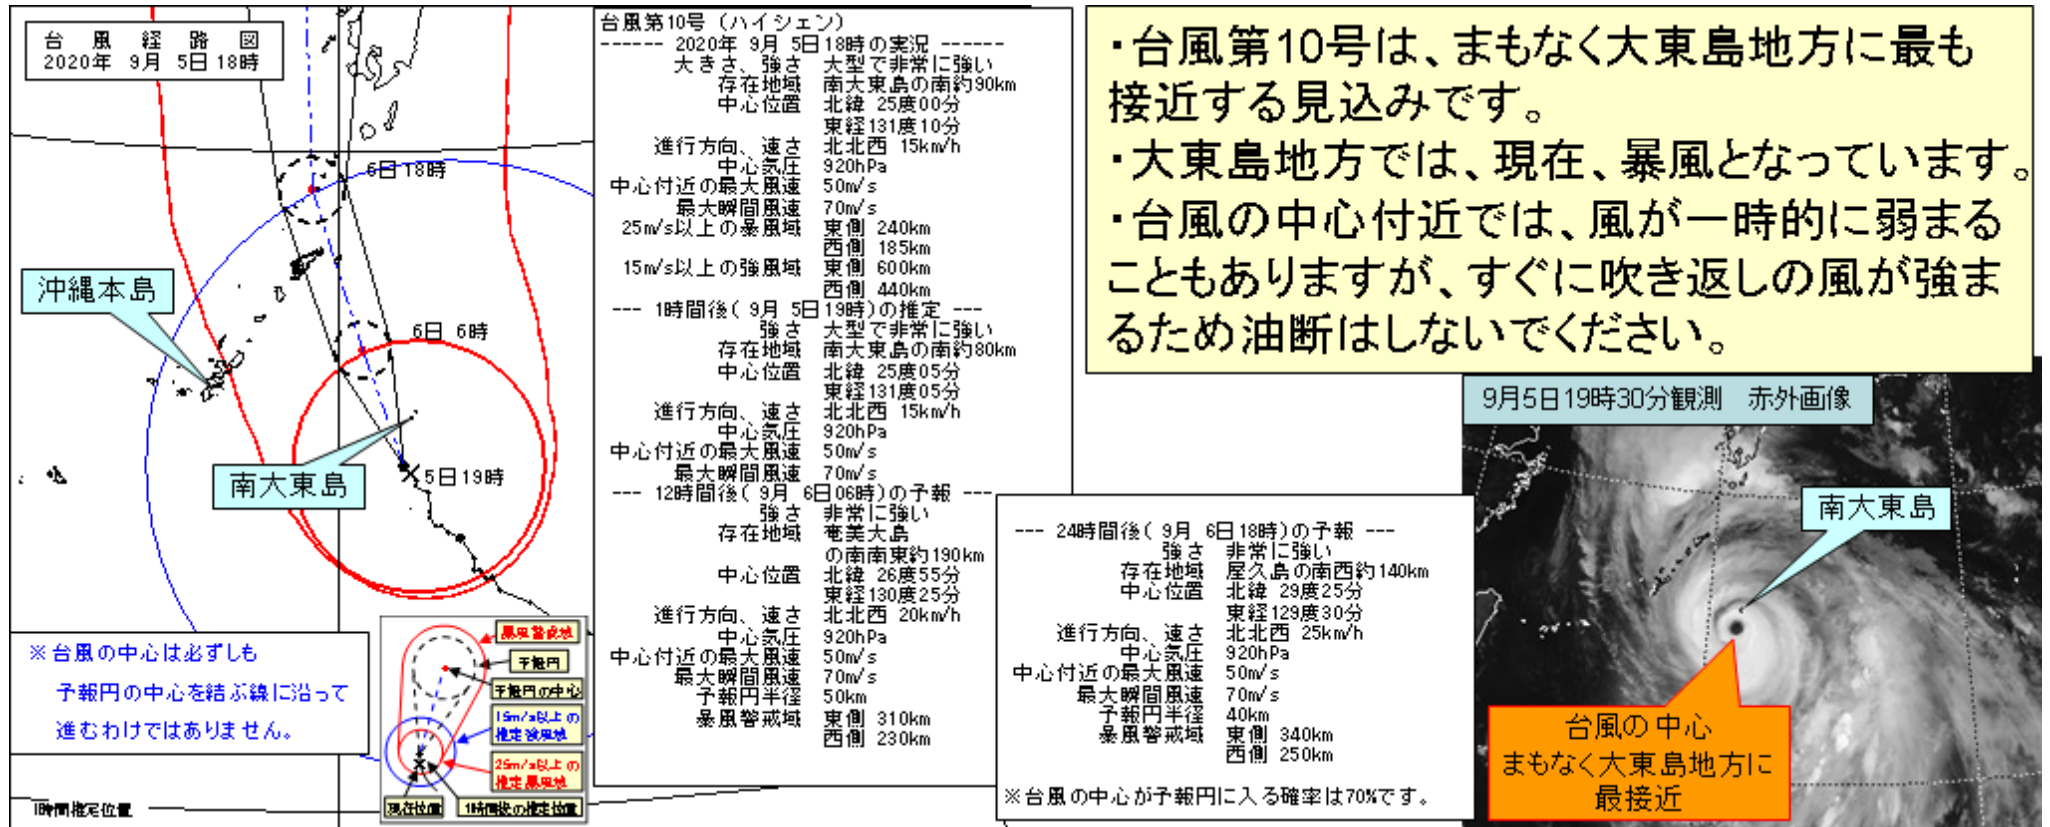 台風経路図
2020年 9月 5日18時
6日18時
沖縄本島
6日 6時
南大東島
5日19時
※台風の中心は必ずしも
予報円の中心を結ぶ線に沿って
進むわけではありません。
暴風警戒域
予報円
予報円の中心
15m/s以上の
推定強風域
25m/s以上の
推定暴風域
現在位置
1時間後の推定位置
1時間推定位置
台風第10号 (ハイシェン)
------ 2020年 9月 5日18時の実況 ------
大きさ、強さ 大型で非常に強い
存在地域 南大東島の南約90km
中心位置 北緯 25度00分
東経131度10分
進行方向、速さ 北北西 15km/h
中心気圧 920hPa
中心付近の最大風速 50m/s
最大瞬間風速 70m/s
25m/s以上の暴風域 東側 240km
西側 185km
15m/s以上の強風域 東側 600km
西側 440km
--- 1時間後( 9月 5日19時)の推定 ---
強さ 大型で非常に強い
存在地域 南大東島の南約80km
中心位置 北緯 25度05分
東経131度05分
進行方向、速さ 北北西 15km/h
中心気圧 920hPa
中心付近の最大風速 50m/s
最大瞬間風速 70m/s
--- 12時間後( 9月 6日06時)の予報 ---
強さ 非常に強い
存在地域 奄美大島
の南南東約190km
中心位置 北緯 26度55分
東経130度25分
進行方向、速さ 北北西 20km/h
中心気圧 920hPa
中心付近の最大風速 50m/s
最大瞬間風速 70m/s
予報円半径 50km
暴風警戒域 東側 310km
西側 230km
--- 24時間後( 9月 6日18時)の予報 ---
強さ 非常に強い
存在地域 屋久島の南西約140km
中心位置 北緯 29度25分
東経129度30分
進行方向、速さ 北北西 25km/h
中心気圧 920hPa
中心付近の最大風速 50m/s
最大瞬間風速 70m/s
予報円半径 40km
暴風警戒域 東側 340km
西側 250km
※台風の中心が予報円に入る確率は70%です。
・台風第10号は、まもなく大東島地方に最も
接近する見込みです。
・大東島地方では、現在、暴風となっています。
・台風の中心付近では、風が一時的に弱まる
こともありますが、すぐに吹き返しの風が強ま
るため油断はしないでください。
9月5日19時30分観測 赤外画像
南大東島
台風の中心
まもなく大東島地方に
最接近